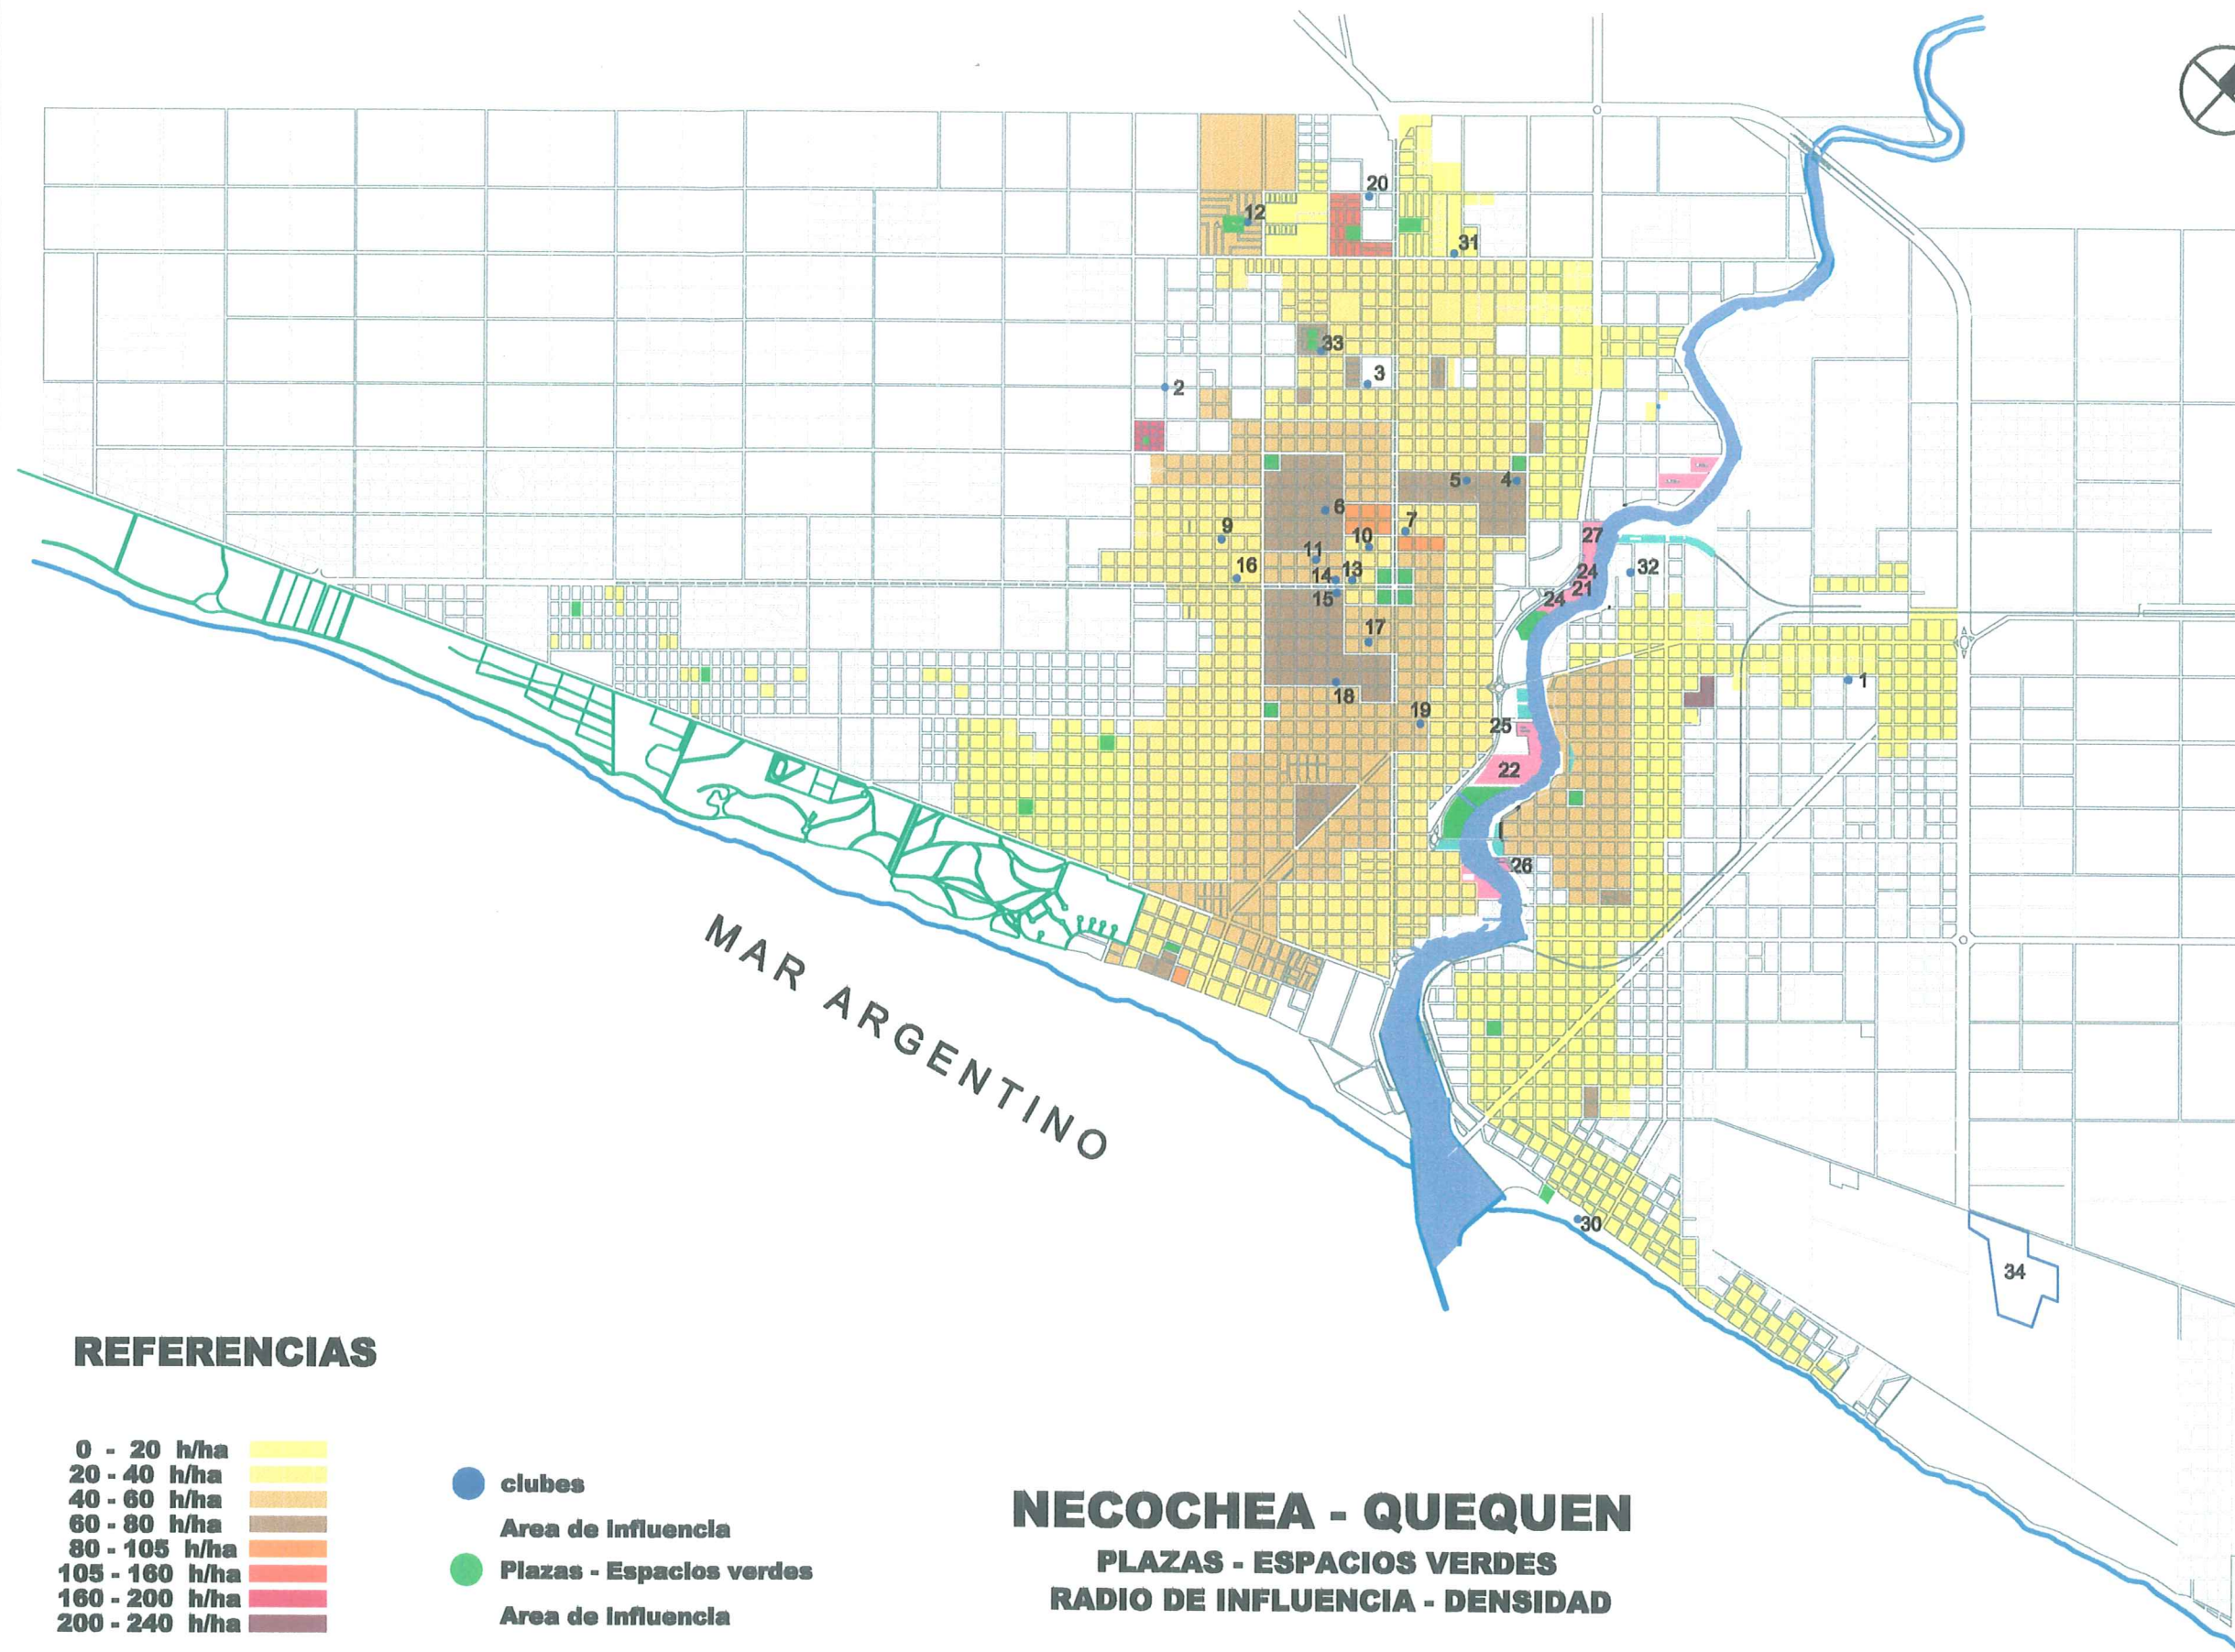 20
12
31
33
3
2
5
4
6
7
9
10
27
11
16
14
13
32
24
21
15
24
17
1
18
19
25
22
26
MAR ARGENTINO
30
34
REFERENCIAS
0 - 20 h/ha
20 - 40 h/ha
40 - 60 h/ha
60 - 80 h/ha
80 - 105 h/ha
105 - 160 h/ha
160 - 200 h/ha
200 - 240 h/ha
clubes
Area de Influencia
Plazas - Espacios verdes
Area de Influencia
NECOCHEA - QUEQUEN
PLAZAS - ESPACIOS VERDES
RADIO DE INFLUENCIA - DENSIDAD